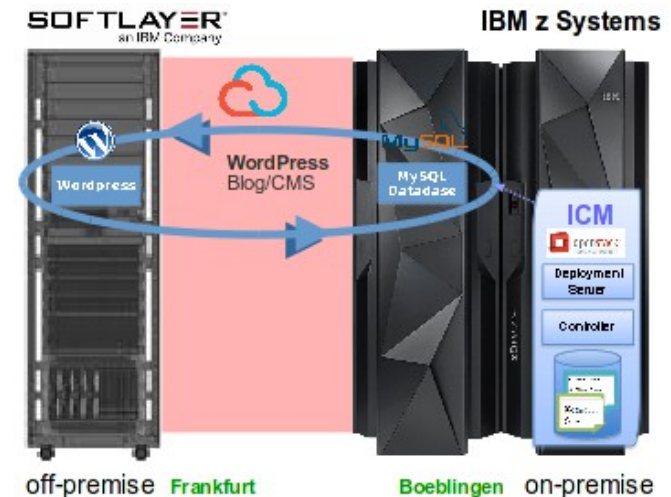 SOFTLAYER®
an IBM Company
IBM z Systems
WordPress
Blog/CMS
Wordpress
MySQL
MySQL
Datadase
ICM
openstack
Deployment
Server
Controller
off-premise Frankfurt
Boeblingen on-premise